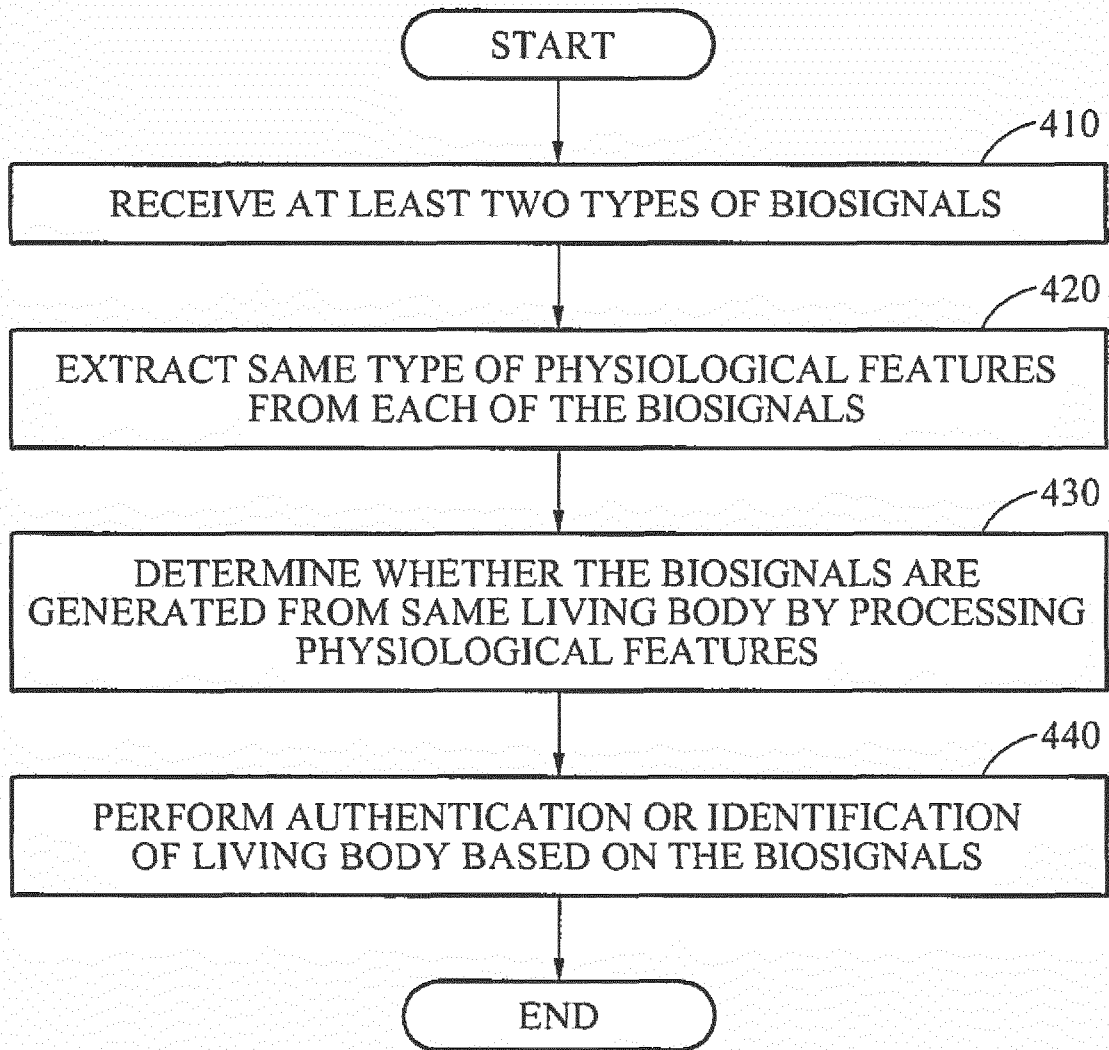 START
410
RECEIVE AT LEAST TWO TYPES OF BIOSIGNALS
420
EXTRACT SAME TYPE OF PHYSIOLOGICAL FEATURES
FROM EACH OF THE BIOSIGNALS
430
DETERMINE WHETHER THE BIOSIGNALS ARE
GENERATED FROM SAME LIVING BODY BY PROCESSING
PHYSIOLOGICAL FEATURES
440
PERFORM AUTHENTICATION OR IDENTIFICATION
OF LIVING BODY BASED ON THE BIOSIGNALS
END